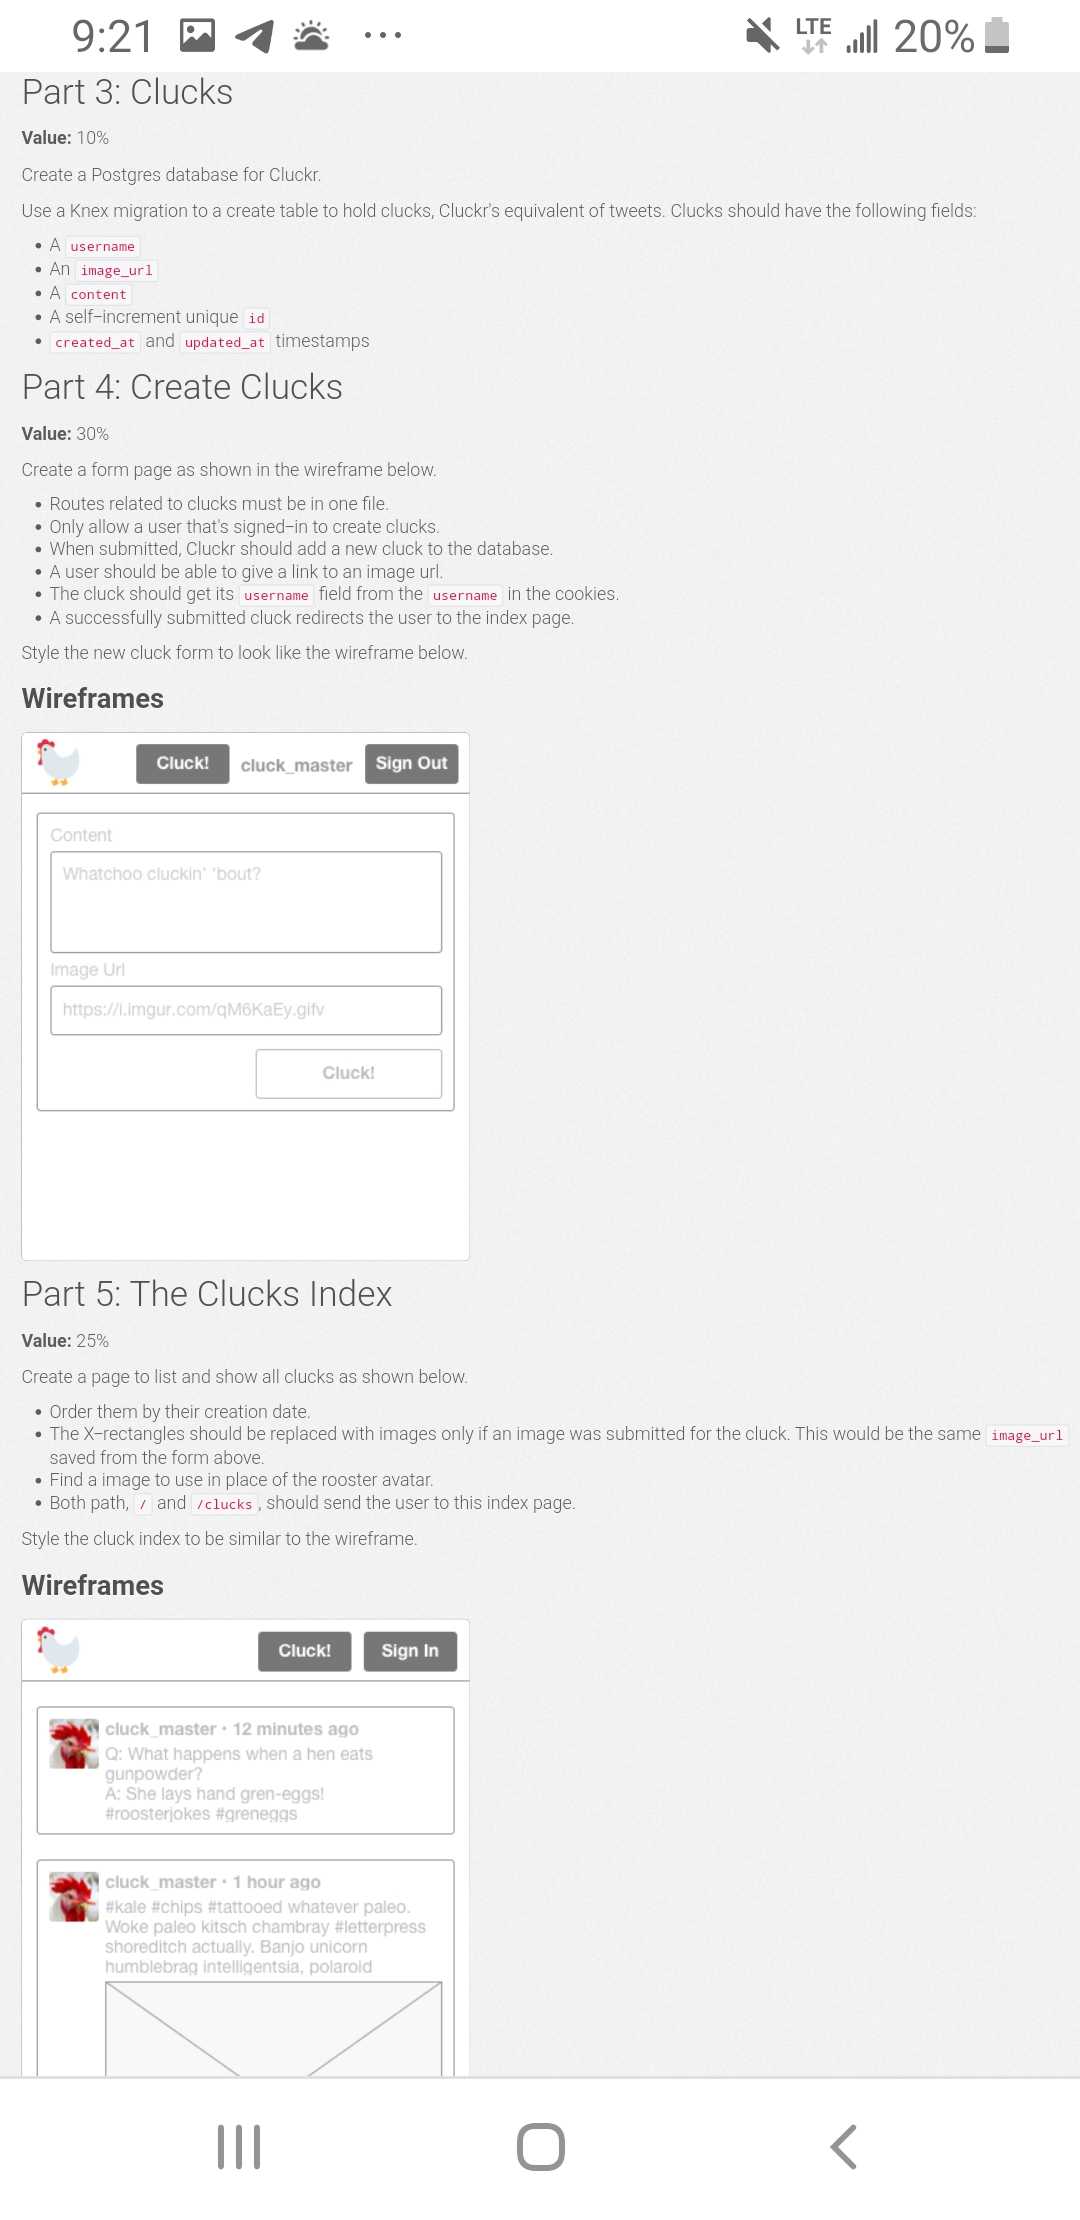 9:21
LTE
20%
Part 3: Clucks
Value: 10%
Create a Postgres database for Cluckr.
Use a Knex migration to a create table to hold clucks, Cluckr's equivalent of tweets. Clucks should have the following fields:
• A username
• An image_url
• A content
• A self-increment unique id
• created_at and updated_at timestamps
Part 4: Create Clucks
Value: 30%
Create a form page as shown in the wireframe below.
• Routes related to clucks must be in one file.
• Only allow a user that's signed-in to create clucks.
• When submitted, Cluckr should add a new cluck to the database.
• A user should be able to give a link to an image url.
• The cluck should get its username field from the username in the cookies.
• A successfully submitted cluck redirects the user to the index page.
Style the new cluck form to look like the wireframe below.
Wireframes
Cluck! cluck_master Sign Out
Content
Whatchoo cluckin' 'bout?
Image Url
https://i.imgur.com/qM6KaEy.gifv
Cluck!
Part 5: The Clucks Index
Value: 25%
Create a page to list and show all clucks as shown below.
• Order them by their creation date.
• The X-rectangles should be replaced with images only if an image was submitted for the cluck. This would be the same image_url
saved from the form above.
• Find a image to use in place of the rooster avatar.
• Both path, / and /clucks, should send the user to this index page.
Style the cluck index to be similar to the wireframe.
Wireframes
Cluck! Sign In
cluck_master • 12 minutes ago
Q: What happens when a hen eats
gunpowder?
A: She lays hand gren-eggs!
#roosterjokes #greneggs
cluck_master • 1 hour ago
#kale #chips #tattooed whatever paleo.
Woke paleo kitsch chambray #letterpress
shoreditch actually. Banjo unicorn
humblebrag intelligentsia, polaroid